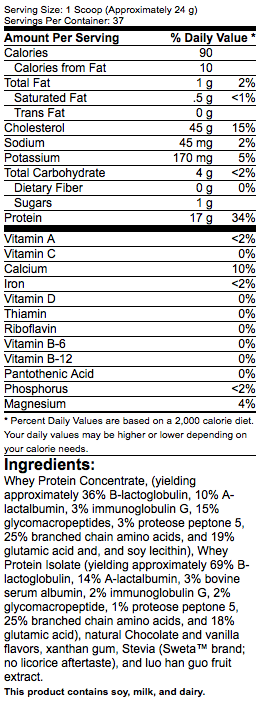 Serving Size: 1 Scoop (Approximately 24 g)
Servings Per Container: 37
Amount Per Serving % Daily Value *
Calories 90
Calories from Fat 10
Total Fat 1 g 2%
Saturated Fat .5 g <1%
Trans Fat 0 g
Cholesterol 45 g 15%
Sodium 45 mg 2%
Potassium 170 mg 5%
Total Carbohydrate 4 g <2%
Dietary Fiber 0 g 0%
Sugars 1 g
Protein 17 g 34%
Vitamin A <2%
Vitamin C 0%
Calcium 10%
Iron <2%
Vitamin D 0%
Thiamin 0%
Riboflavin 0%
Vitamin B-6 0%
Vitamin B-12 0%
Pantothenic Acid 0%
Phosphorus <2%
Magnesium 4%
* Percent Daily Values are based on a 2,000 calorie diet.
Your daily values may be higher or lower depending on
your calorie needs.
Ingredients:
Whey Protein Concentrate, (yielding
approximately 36% B-lactoglobulin, 10% A-
lactalbumin, 3% immunoglobulin G, 15%
glycomacropeptides, 3% proteose peptone 5,
25% branched chain amino acids, and 19%
glutamic acid and, and soy lecithin), Whey
Protein Isolate (yielding approximately 69% B-
lactoglobulin, 14% A-lactalbumin, 3% bovine
serum albumin, 2% immunoglobulin G, 2%
glycomacropeptide, 1% proteose peptone 5,
25% branched chain amino acids, and 18%
glutamic acid), natural Chocolate and vanilla
flavors, xanthan gum, Stevia (Sweta™ brand;
no licorice aftertaste), and luo han guo fruit
extract.
This product contains soy, milk, and dairy.